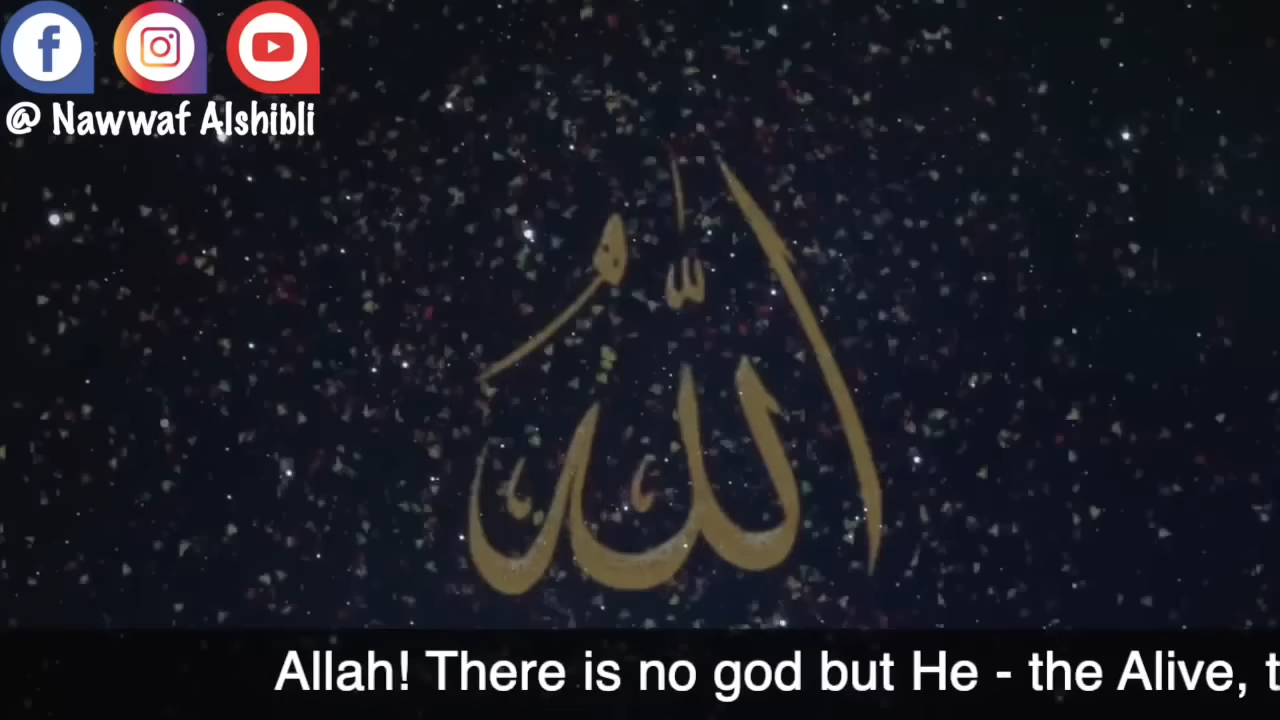 @ Nawwaf Alshibli
الله
Allah! There is no god but He - the Alive, t